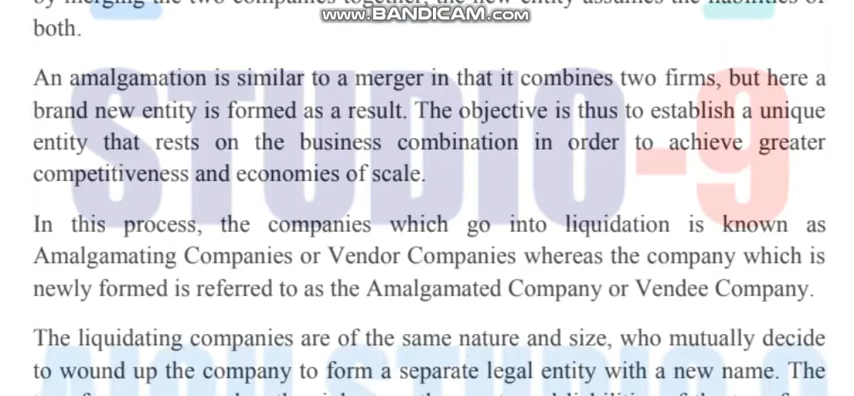 www.BANDICAM.com
both.
An amalgamation is similar to a merger in that it combines two firms, but here a
brand new entity is formed as a result. The objective is thus to establish a unique
entity that rests on the business combination in order to achieve greater
competitiveness and economies of scale.
In this process, the companies which go into liquidation is known as
Amalgamating Companies or Vendor Companies whereas the company which is
newly formed is referred to as the Amalgamated Company or Vendee Company.
The liquidating companies are of the same nature and size, who mutually decide
to wound up the company to form a separate legal entity with a new name. The
STUDIO-9